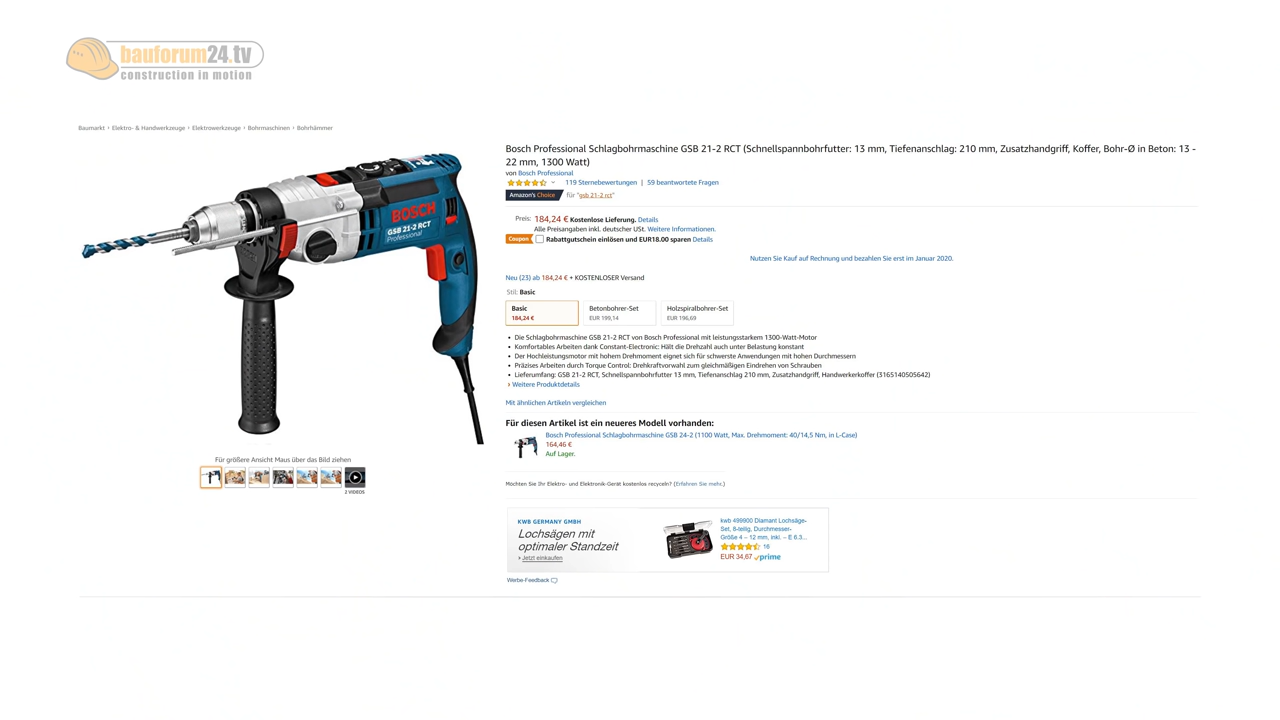 bauforum24.tv
construction in motion
Baumarkt › Elektro- & Handwerkzeuge › Elektrowerkzeuge › Bohrmaschinen › Bohrhämmer
Bosch Professional Schlagbohrmaschine GSB 21-2 RCT (Schnellspannbohrfutter: 13 mm, Tiefenanschlag: 210 mm, Zusatzhandgriff, Koffer, Bohr-Ø in Beton: 13 -
22 mm, 1300 Watt)
von Bosch Professional
119 Sternebewertungen | 59 beantwortete Fragen
Amazon's Choice für "gsb 21-2 rct"
Preis: 184,24 € Kostenlose Lieferung. Details
Alle Preisangaben inkl. deutscher USt. Weitere Informationen.
Coupon Rabattgutschein einlösen und EUR18.00 sparen Details
Nutzen Sie Kauf auf Rechnung und bezahlen Sie erst im Januar 2020.
Neu (23) ab 184,24 € + KOSTENLOSER Versand
Stil: Basic
Basic Betonbohrer-Set Holzspiralbohrer-Set
184,24 € EUR 199,14 EUR 196,69
• Die Schlagbohrmaschine GSB 21-2 RCT von Bosch Professional mit leistungsstarkem 1300-Watt-Motor
• Komfortables Arbeiten dank Constant-Electronic: Hält die Drehzahl auch unter Belastung konstant
• Der Hochleistungsmotor mit hohem Drehmoment eignet sich für schwerste Anwendungen mit hohen Durchmessern
• Präzises Arbeiten durch Torque Control: Drehkraftvorwahl zum gleichmäßigen Eindrehen von Schrauben
• Lieferumfang: GSB 21-2 RCT, Schnellspannbohrfutter 13 mm, Tiefenanschlag 210 mm, Zusatzhandgriff, Handwerkerkoffer (3165140505642)
› Weitere Produktdetails
Mit ähnlichen Artikeln vergleichen
Für diesen Artikel ist ein neueres Modell vorhanden:
Bosch Professional Schlagbohrmaschine GSB 24-2 (1100 Watt, Max. Drehmoment: 40/14,5 Nm, in L-Case)
164,46 €
Auf Lager.
Möchten Sie Ihr Elektro- und Elektronik-Gerät kostenlos recyceln? (Erfahren Sie mehr.)
KWB GERMANY GMBH
Lochsägen mit
optimaler Standzeit
› Jetzt einkaufen
kwb 499900 Diamant Lochsäge-
Set, 8-teilig, Durchmesser-
Größe 4 – 12 mm, inkl. – E 6.3...
16
EUR 34,67 prime
Werbe-Feedback
BOSCH
GSB 21-2 RCT
Professional
Für größere Ansicht Maus über das Bild ziehen
2 VIDEOS